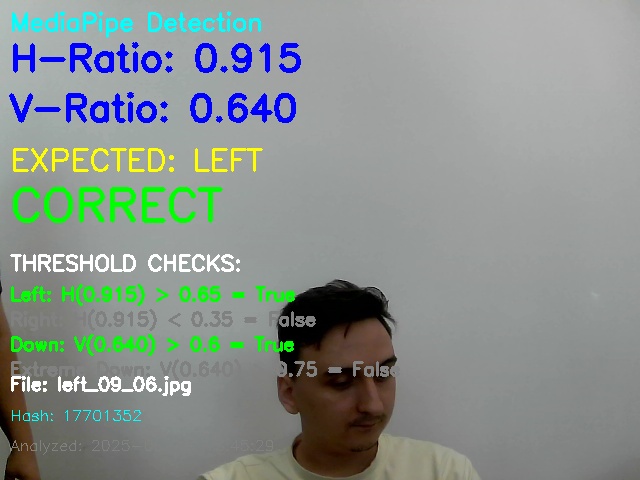 MediaPipe Detection
H-Ratio: 0.915
V-Ratio: 0.640
EXPECTED: LEFT
CORRECT
THRESHOLD CHECKS:
Left: H(0.915) > 0.65 = True
Right: H(0.915) < 0.35 = False
Down: V(0.640) > 0.6 = True
Extreme Down: V(0.640) > 0.75 = False
File: left_09_06.jpg
Hash: 17701352
Analyzed: 2025-